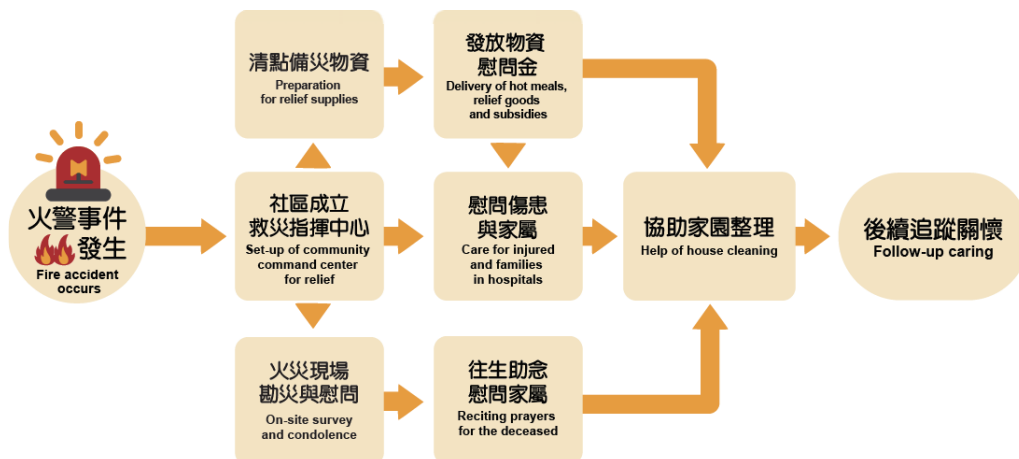 火警事件
發生
Fire accident
occurs
清點備災物資
Preparation
for relief supplies
社區成立
救災指揮中心
Set-up of community
command center
for relief
火災現場
勘災與慰問
On-site survey
and condolence
發放物資
慰問金
Delivery of hot meals,
relief goods
and subsidies
慰問傷患
與家屬
Care for injured
and families
in hospitals
往生助念
慰問家屬
Reciting prayers
for the deceased
協助家園整理
Help of house cleaning
後續追蹤關懷
Follow-up caring